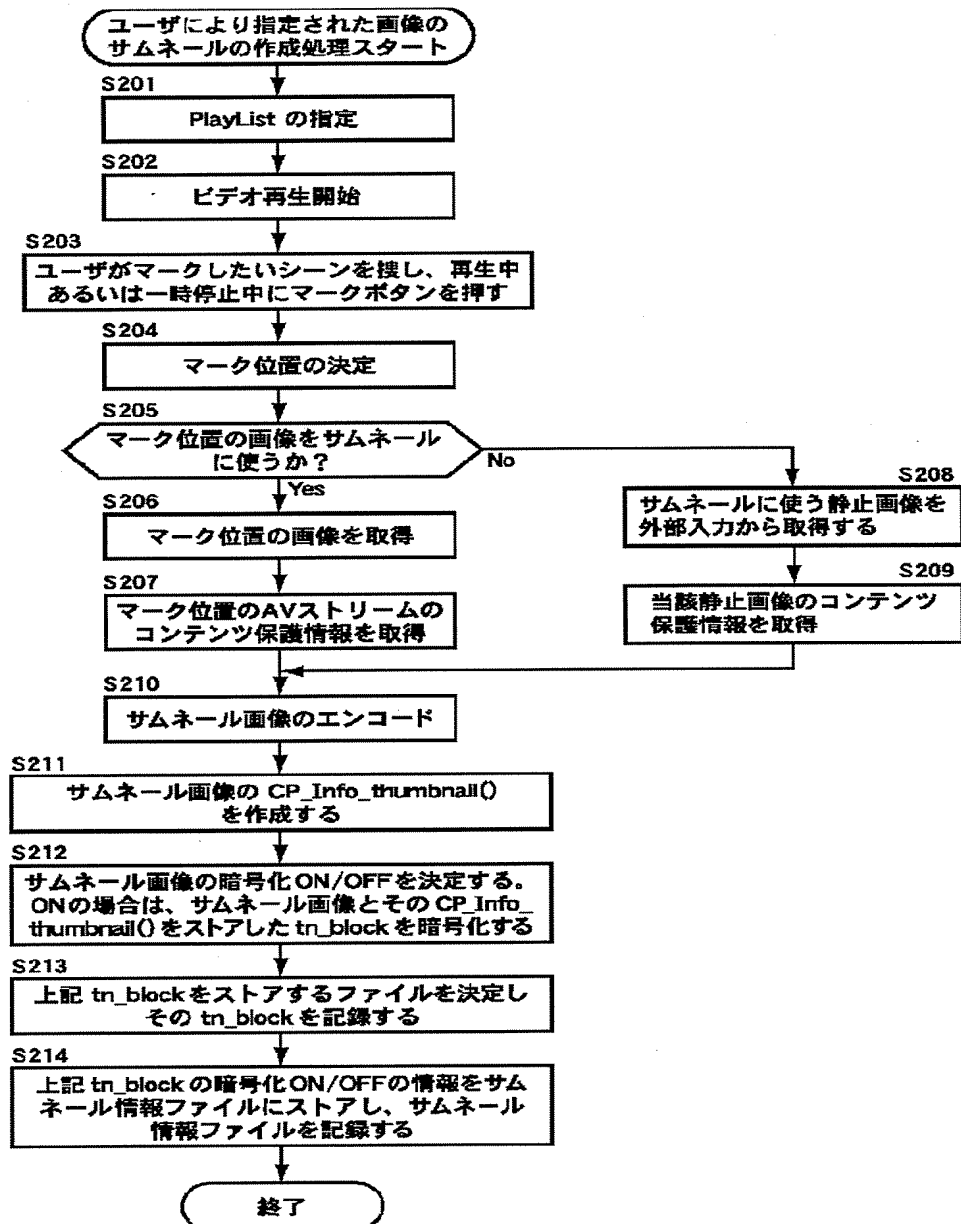 ユーザにより指定された画像の
サムネールの作成処理スタート
S201
PlayList の指定
S202
ビデオ再生開始
S203
ユーザがマークしたいシーンを捜し、再生中
あるいは一時停止中にマークボタンを押す
S204
マーク位置の決定
S205
マーク位置の画像をサムネール
に使うか？
No
Yes
S206
マーク位置の画像を取得
S207
マーク位置のAVストリームの
コンテンツ保護情報を取得
S208
サムネールに使う静止画像を
外部入力から取得する
S209
当該静止画像のコンテンツ
保護情報を取得
S210
サムネール画像のエンコード
S211
サムネール画像の CP_Info_thumbnail()
を作成する
S212
サムネール画像の暗号化ON/OFFを決定する。
ONの場合は、サムネール画像とその CP_Info_
thumbnail()をストアした tn_block を暗号化する
S213
上記 tn_block をストアするファイルを決定し
その tn_block を記録する
S214
上記 tn_block の暗号化ON/OFFの情報をサム
ネール情報ファイルにストアし、サムネール
情報ファイルを記録する
終了